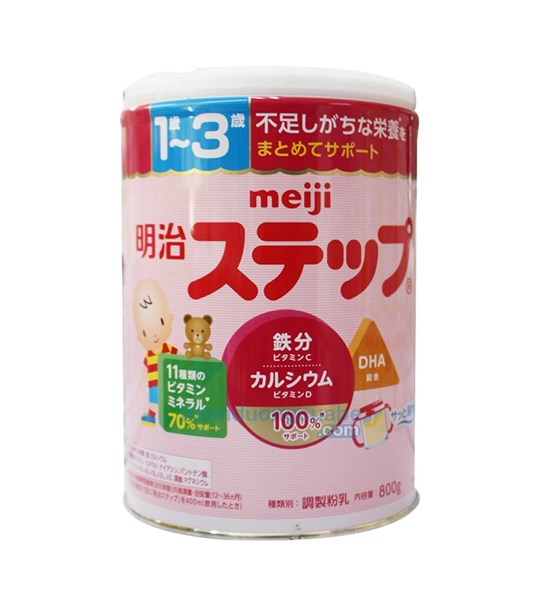 1歳~3歳
不足しがちな栄養を
まとめてサポート
meiji
明治
ステップ
鉄分
ビタミンC
カルシウム
ビタミンD
100%
サポート
DHA
配合
11種類の
ビタミン
ミネラル
70%
サポート
.com
種類別: 調製粉乳 内容量: 800g